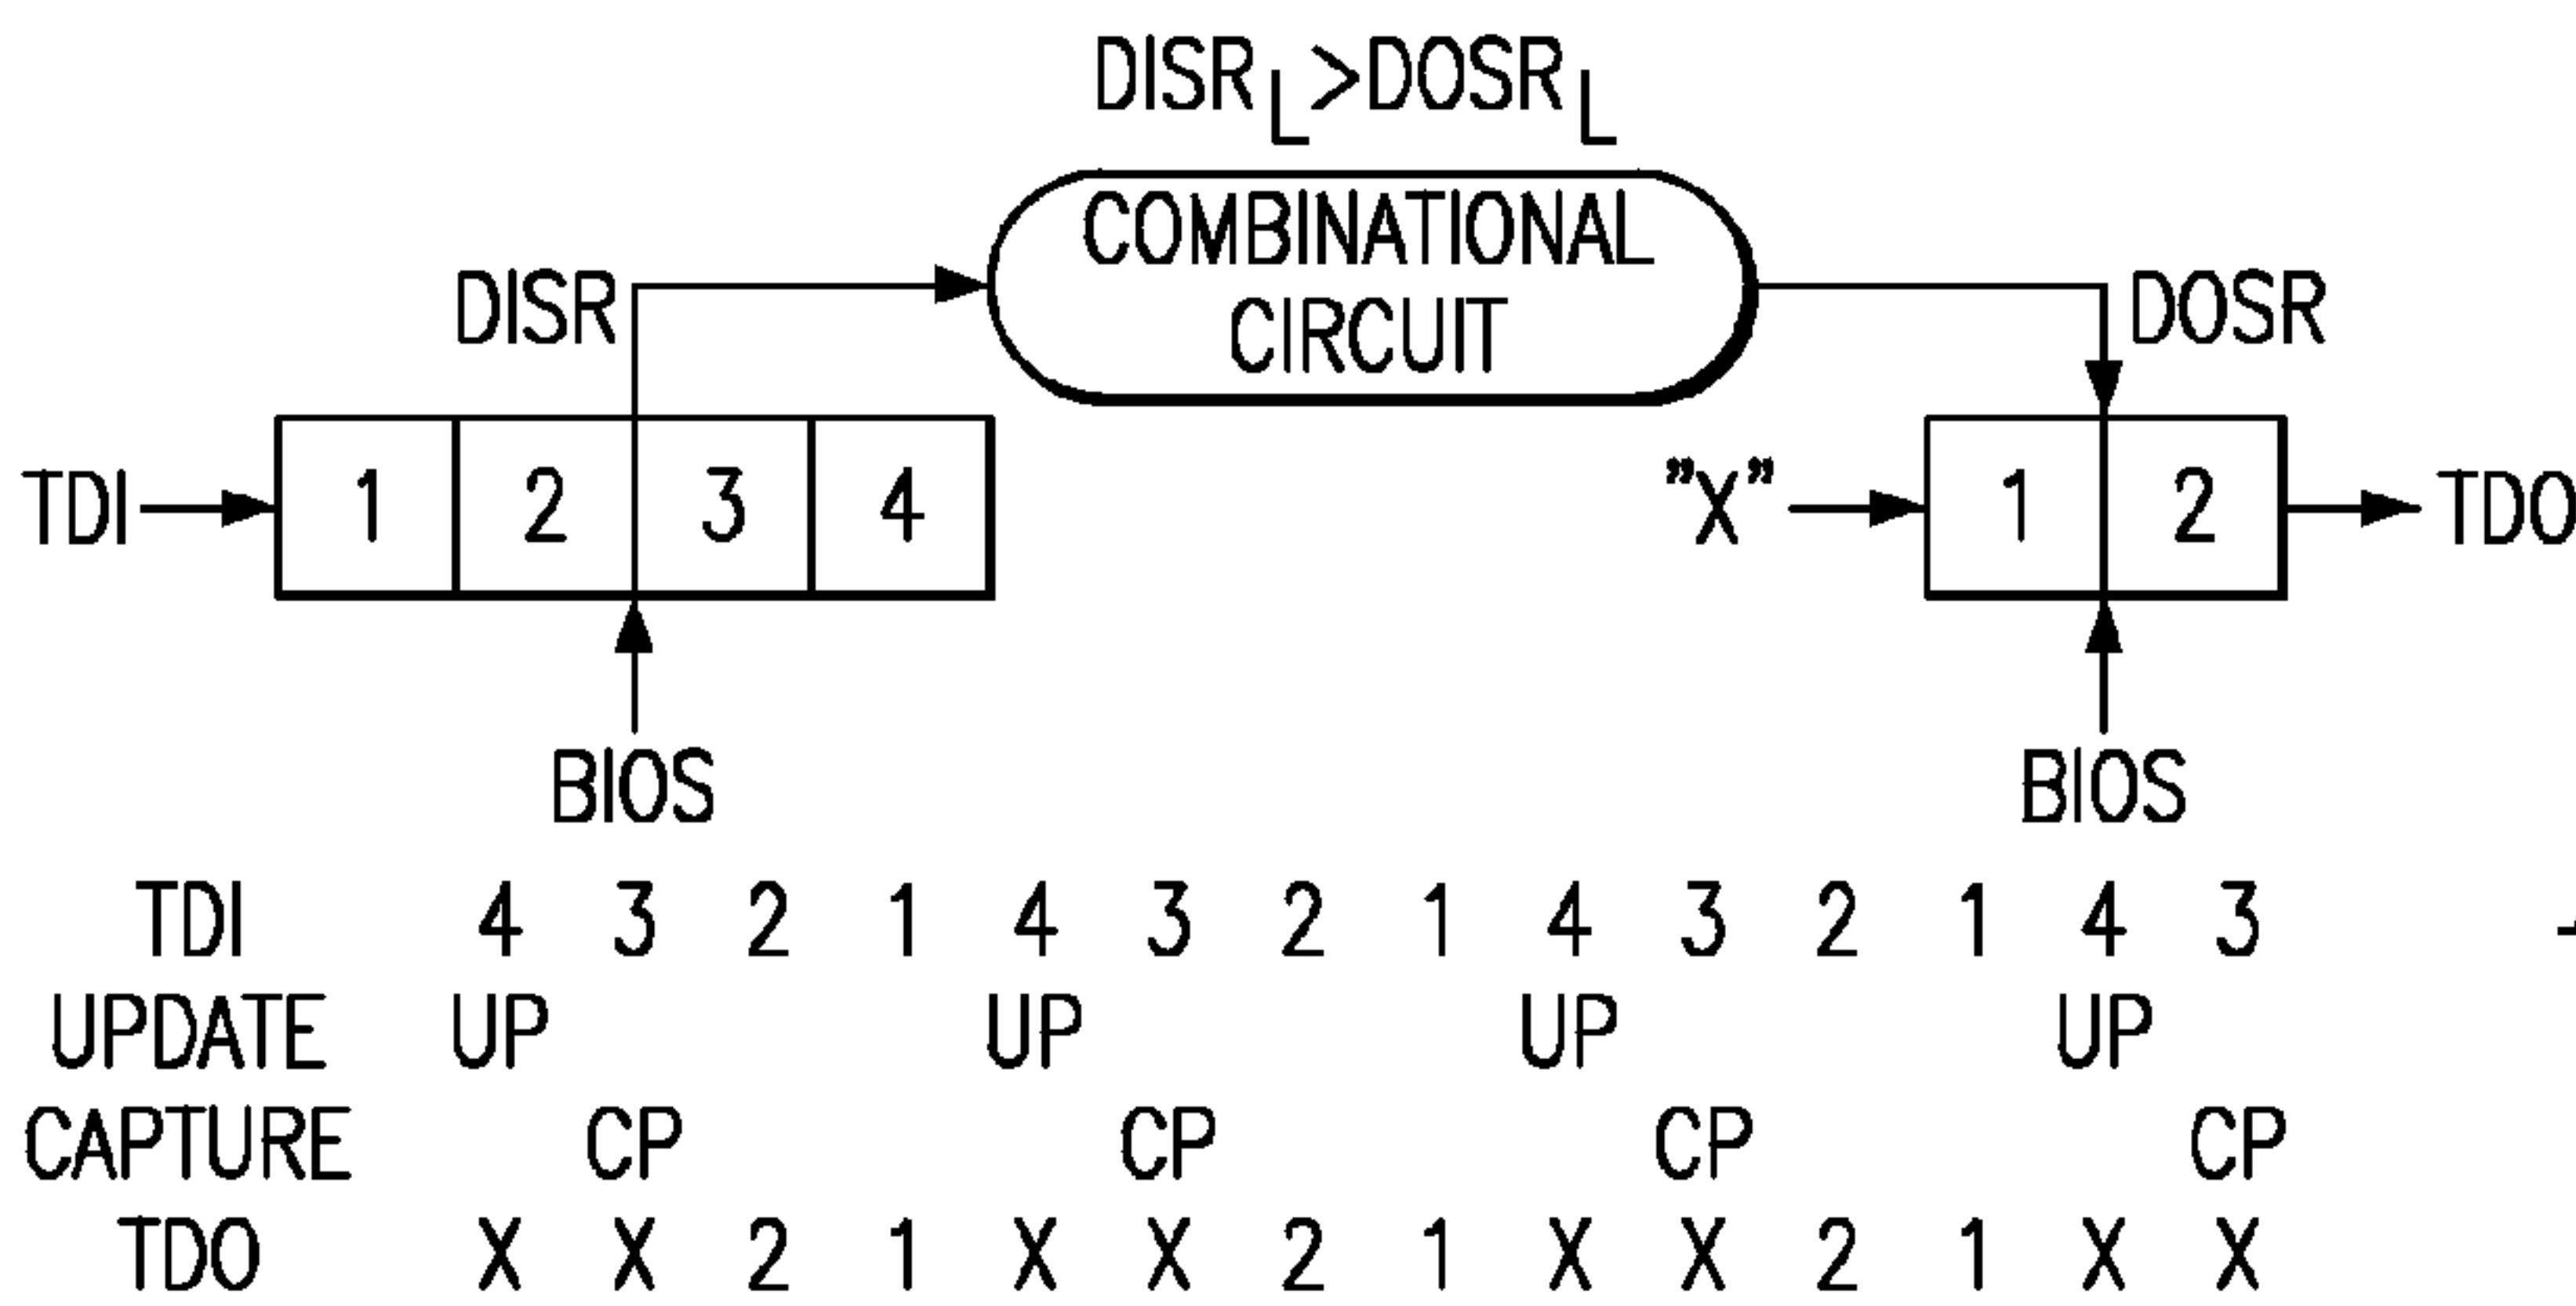 DISR L>DOSR L
COMBINATIONAL
CIRCUIT
DISR
DOSR
TDI 1 2 3 4 "X" 1 2 TDO
BIOS BIOS
TDI 4 3 2 1 4 3 2 1 4 3 2 1 4 3
UPDATE UP UP UP UP
CAPTURE CP CP CP CP
TDO X X 2 1 X X 2 1 X X 2 1 X X